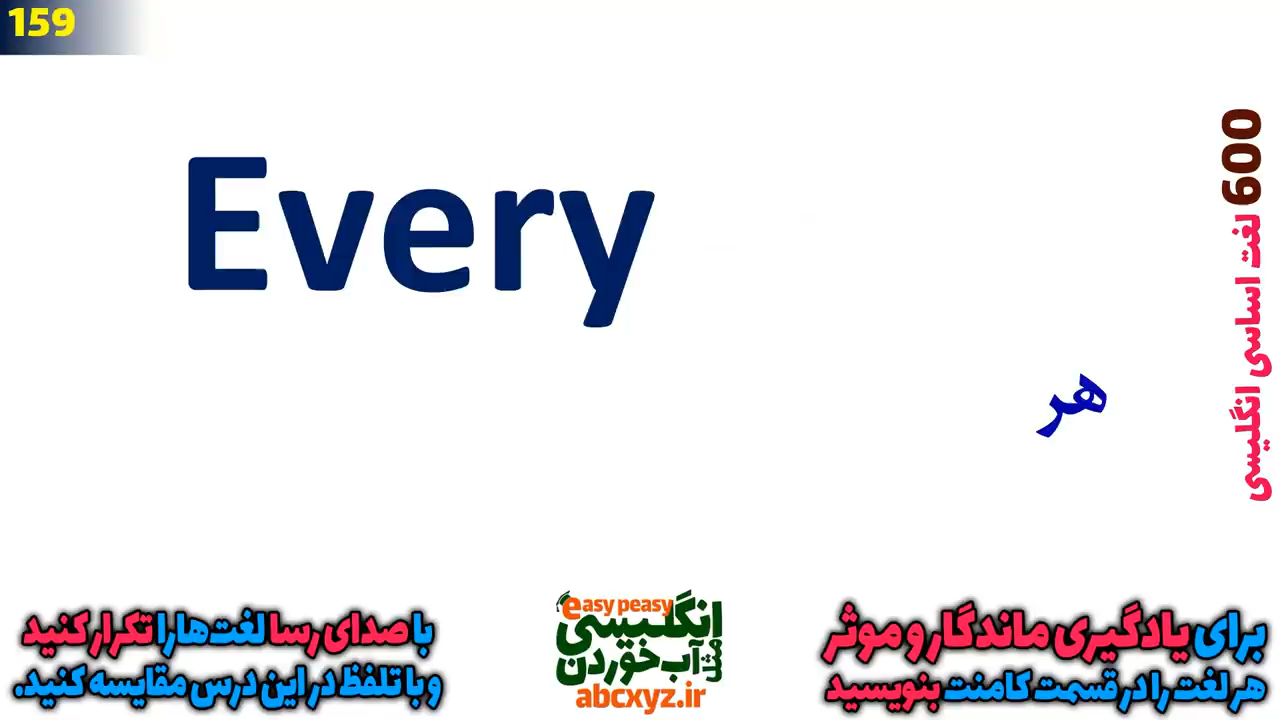 159
Every
هر
600 لغت اساسی انگلیسی
برای یادگیری ماندگار و موثر
هر لغت را در قسمت کامنت بنویسید
easy peasy
انگلیسی
مثل آب خوردن
abcxyz.ir
با صدای رسا لغت‌ها را تکرار کنید
و با تلفظ در این درس مقایسه کنید.